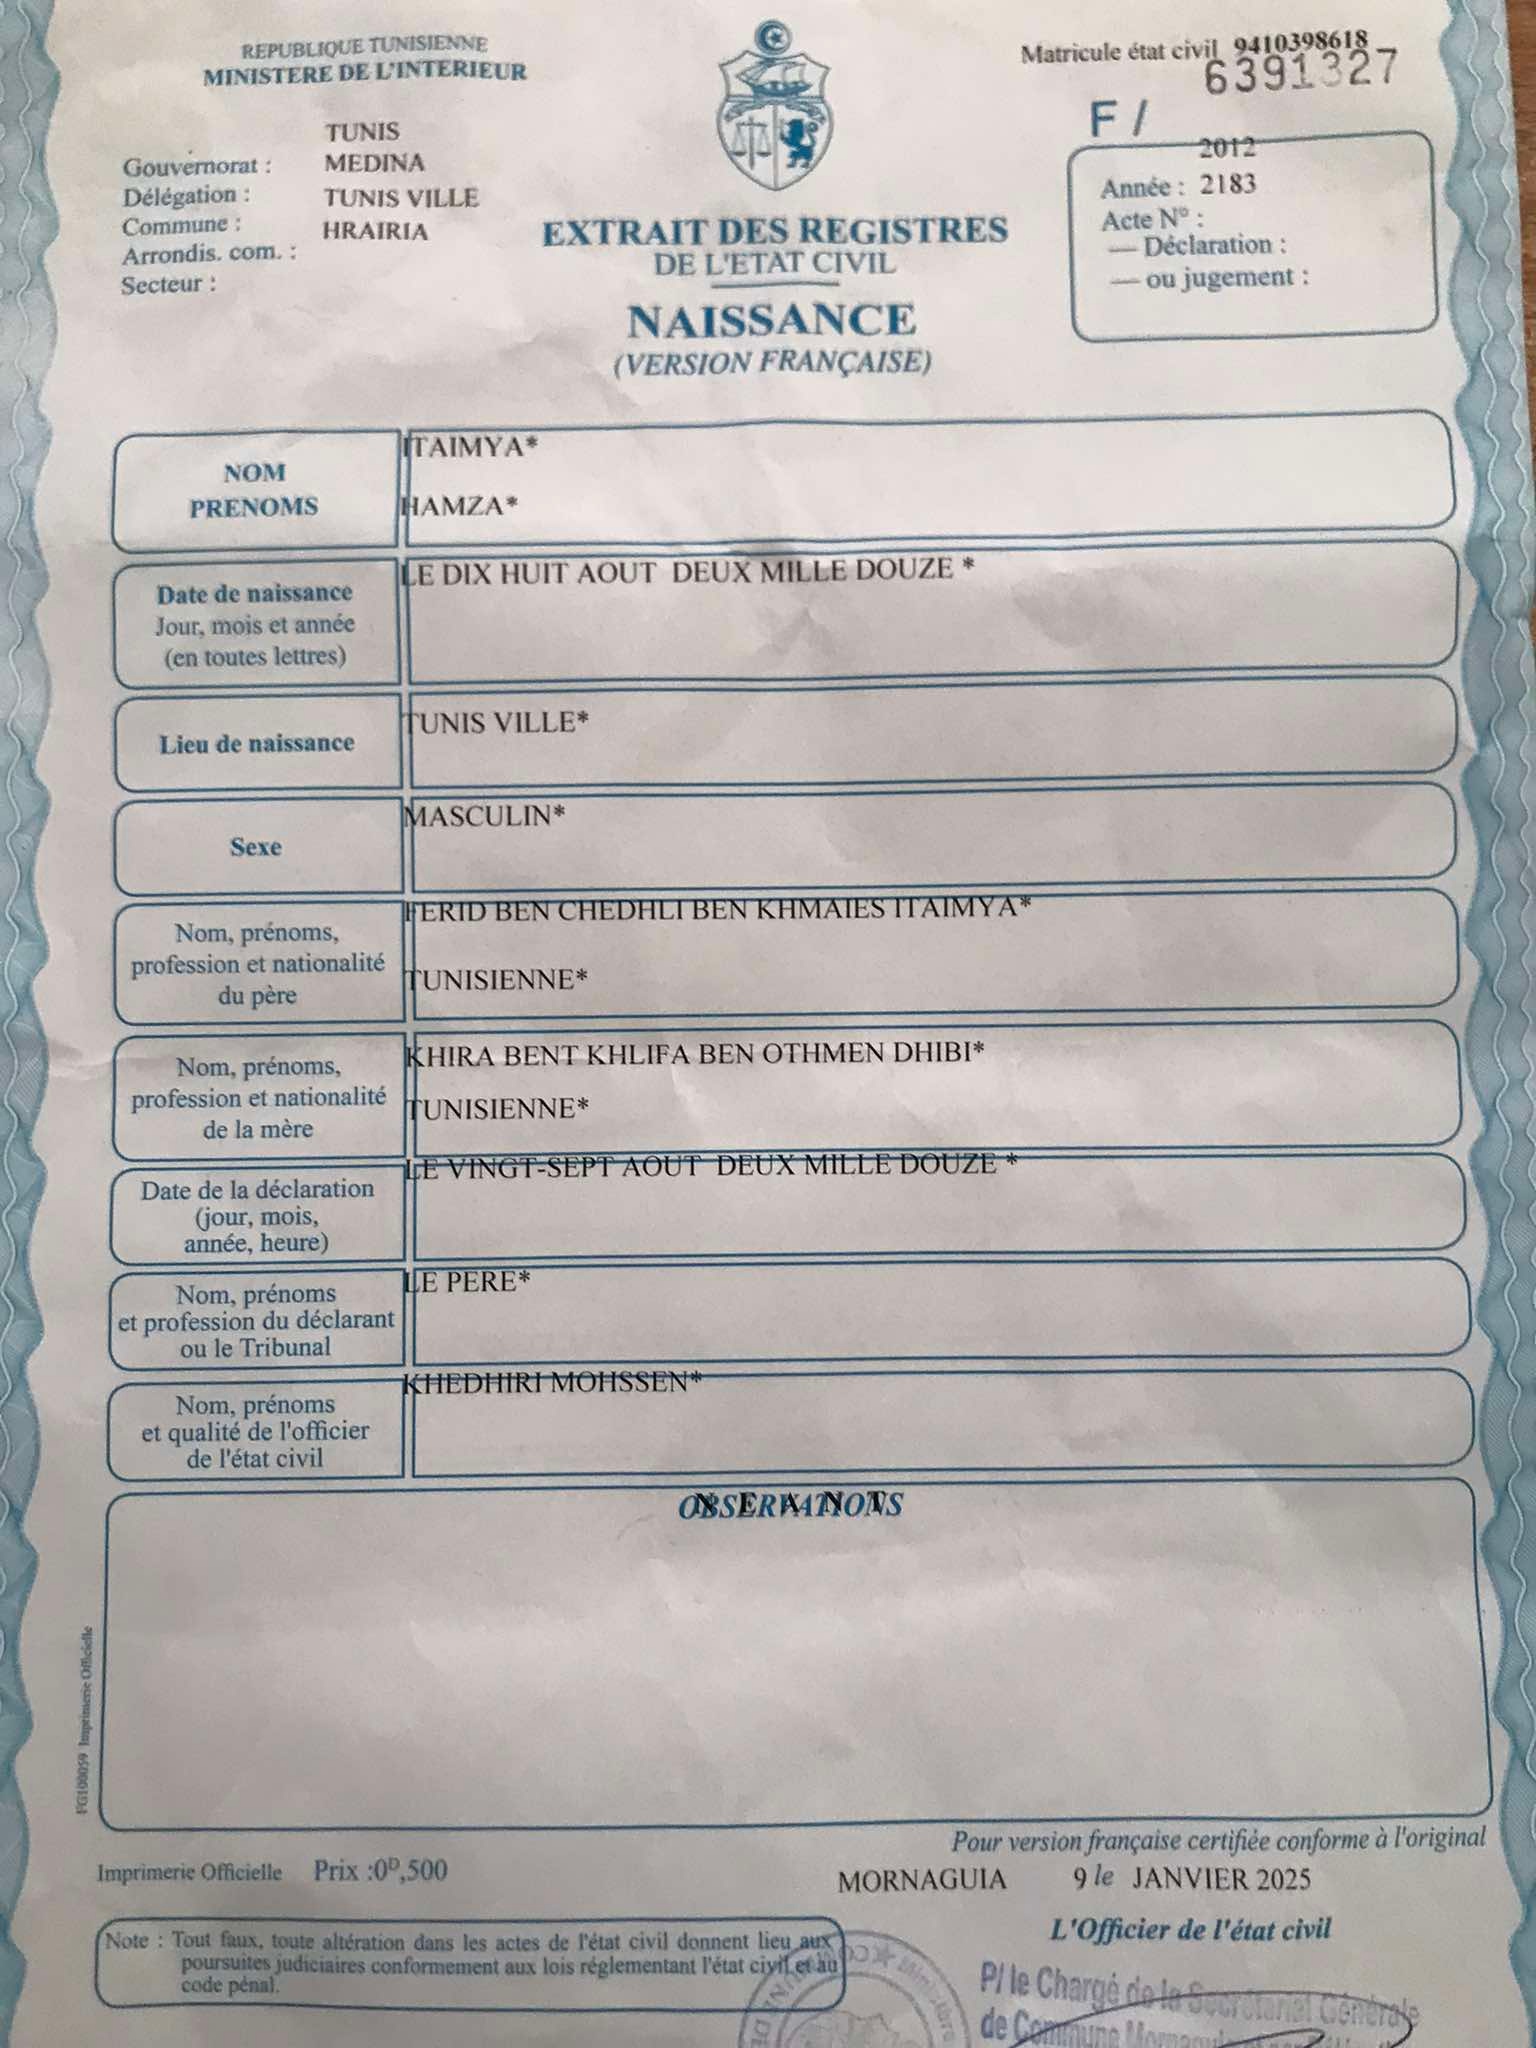 REPUBLIQUE TUNISIENNE
MINISTERE DE L'INTERIEUR
Matricule état civil 9410398618
6391327
F /
TUNIS
Gouvernorat : MEDINA
Délégation : TUNIS VILLE
Commune : HRAIRIA
Arrondis. com. :
Secteur :
2012
Année : 2183
Acte N° :
— Déclaration :
— ou jugement :
EXTRAIT DES REGISTRES
DE L'ETAT CIVIL
NAISSANCE
(VERSION FRANÇAISE)
NOM
PRENOMS
ITAIMYA*
HAMZA*
Date de naissance
Jour, mois et année
(en toutes lettres)
LE DIX HUIT AOUT DEUX MILLE DOUZE *
Lieu de naissance
TUNIS VILLE*
Sexe
MASCULIN*
Nom, prénoms,
profession et nationalité
du père
FERID BEN CHEDHLI BEN KHMAIES ITAIMYA*
TUNISIENNE*
Nom, prénoms,
profession et nationalité
de la mère
KHIRA BENT KHLIFA BEN OTHMEN DHIBI*
TUNISIENNE*
Date de la déclaration
(jour, mois,
année, heure)
LE VINGT-SEPT AOUT DEUX MILLE DOUZE *
Nom, prénoms
et profession du déclarant
ou le Tribunal
LE PERE*
Nom, prénoms
et qualité de l'officier
de l'état civil
KHEDHIRI MOHSSEN*
OBSERVATIONS
N E A N T
FG100059 Imprimerie Officielle
Pour version française certifiée conforme à l'original
Imprimerie Officielle Prix :0D,500
MORNAGUIA 9 le JANVIER 2025
L'Officier de l'état civil
Note : Tout faux, toute altération dans les actes de l'état civil donnent lieu aux
poursuites judiciaires conformement aux lois réglementant l'état civil et au
code pénal.
P/ le Chargé de la Secrétariat Générale
de Commune Mornaguia